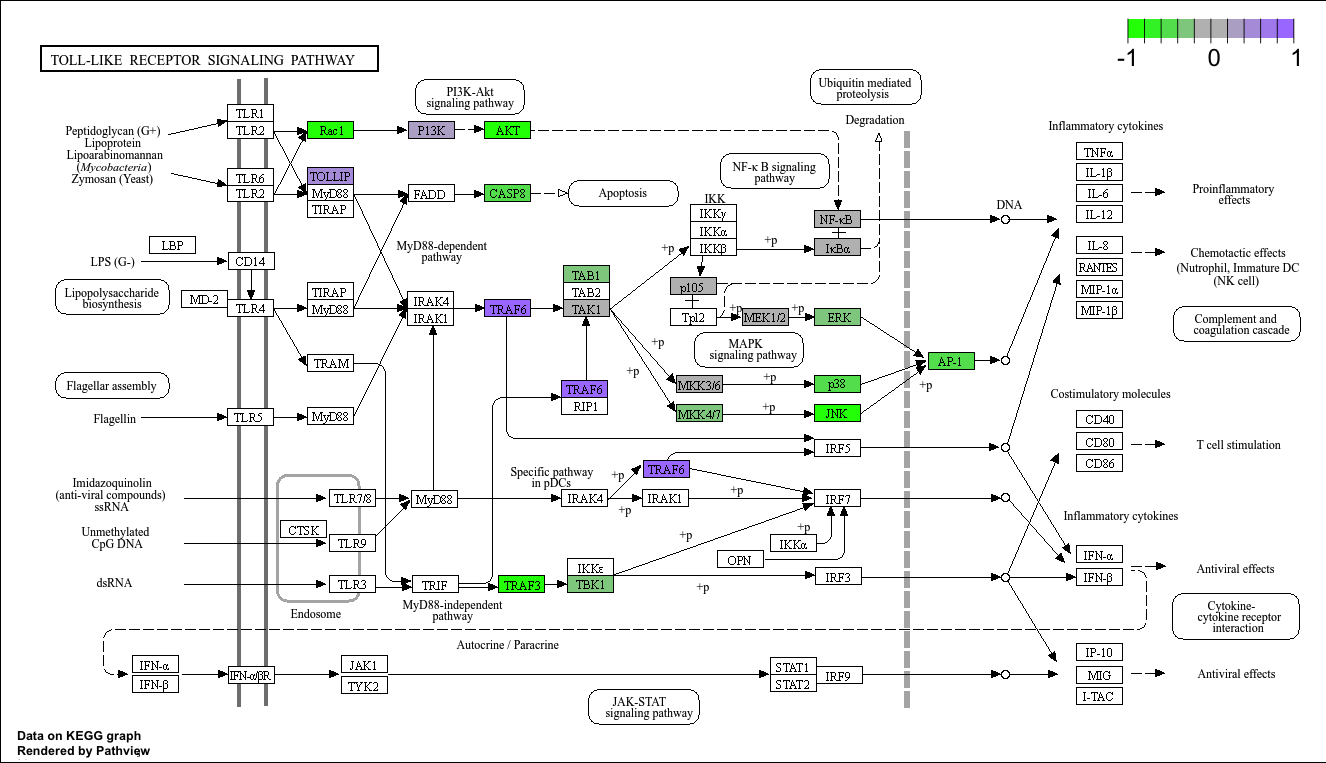 -1 0 1
TOLL-LIKE RECEPTOR SIGNALING PATHWAY
PI3K-Akt
signaling pathway
Ubiquitin mediated
proteolysis
Degradation
TLR1
TLR2
Rac1
P13K
AKT
Peptidoglycan (G+)
Lipoprotein
Lipoarabinomannan
(Mycobacteria)
Zymosan (Yeast)
TLR6
TLR2
TOLLIP
MyD88
TIRAP
FADD
CASP8
Apoptosis
NF-κ B signaling
pathway
Inflammatory cytokines
TNFα
IL-1β
IL-6
IL-12
Proinflammatory
effects
IKK
IKKγ
IKKα
IKKβ
NF-κB
IκBα
DNA
+p
+p
LBP
LPS (G-)
CD14
MyD88-dependent
pathway
IL-8
RANTES
MIP-1α
MIP-1β
Chemotactic effects
(Nutrophil, Immature DC
(NK cell)
Complement and
coagulation cascade
Lipopolysaccharide
biosynthesis
MD-2
TLR4
TIRAP
MyD88
IRAK4
IRAK1
TRAF6
TAB1
TAB2
TAK1
p105
Tpl2
+p
MEK1/2
+p
ERK
MAPK
signaling pathway
+p
+p
TRAM
AP-1
+p
Flagellar assembly
TRAF6
RIP1
MKK3/6
+p
p38
MKK4/7
+p
JNK
Flagellin
TLR5
MyD88
Costimulatory molecules
CD40
CD80
CD86
T cell stimulation
IRF5
Imidazoquinolin
(anti-viral compounds)
ssRNA
TLR7/8
MyD88
Specific pathway
in pDCs
TRAF6
+p
IRAK4
+p
IRAK1
+p
IRF7
Unmethylated
CpG DNA
CTSK
TLR9
+p
+p
IKKα
OPN
Inflammatory cytokines
IFN-α
IFN-β
Antiviral effects
dsRNA
TLR3
TRIF
TRAF3
IKKε
TBK1
+p
IRF3
Endosome
MyD88-independent
pathway
Cytokine-
cytokine receptor
interaction
Autocrine / Paracrine
IFN-α
IFN-β
IFN-α/βR
JAK1
TYK2
STAT1
STAT2
IRF9
IP-10
MIG
I-TAC
Antiviral effects
JAK-STAT
signaling pathway
Data on KEGG graph
Rendered by Pathview